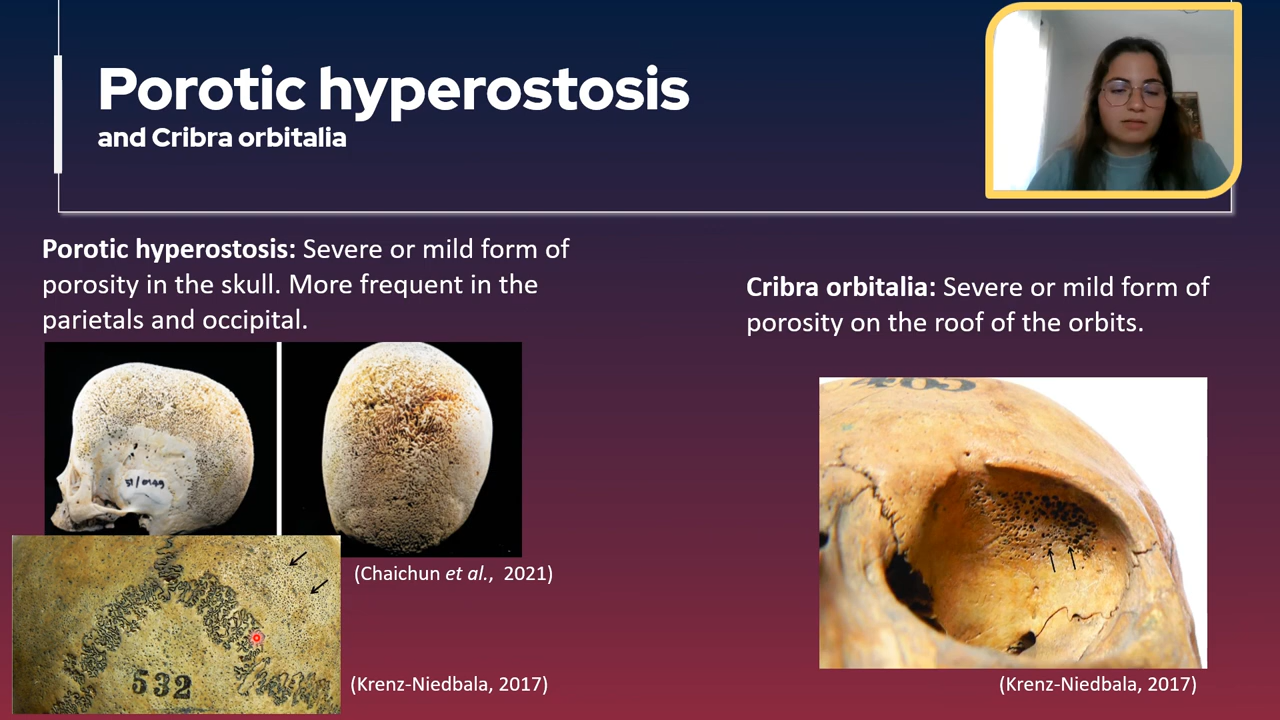 Porotic hyperostosis
and Cribra orbitalia
Porotic hyperostosis: Severe or mild form of
porosity in the skull. More frequent in the
parietals and occipital.
(Chaichun et al., 2021)
532
(Krenz-Niedbala, 2017)
Cribra orbitalia: Severe or mild form of
porosity on the roof of the orbits.
(Krenz-Niedbala, 2017)